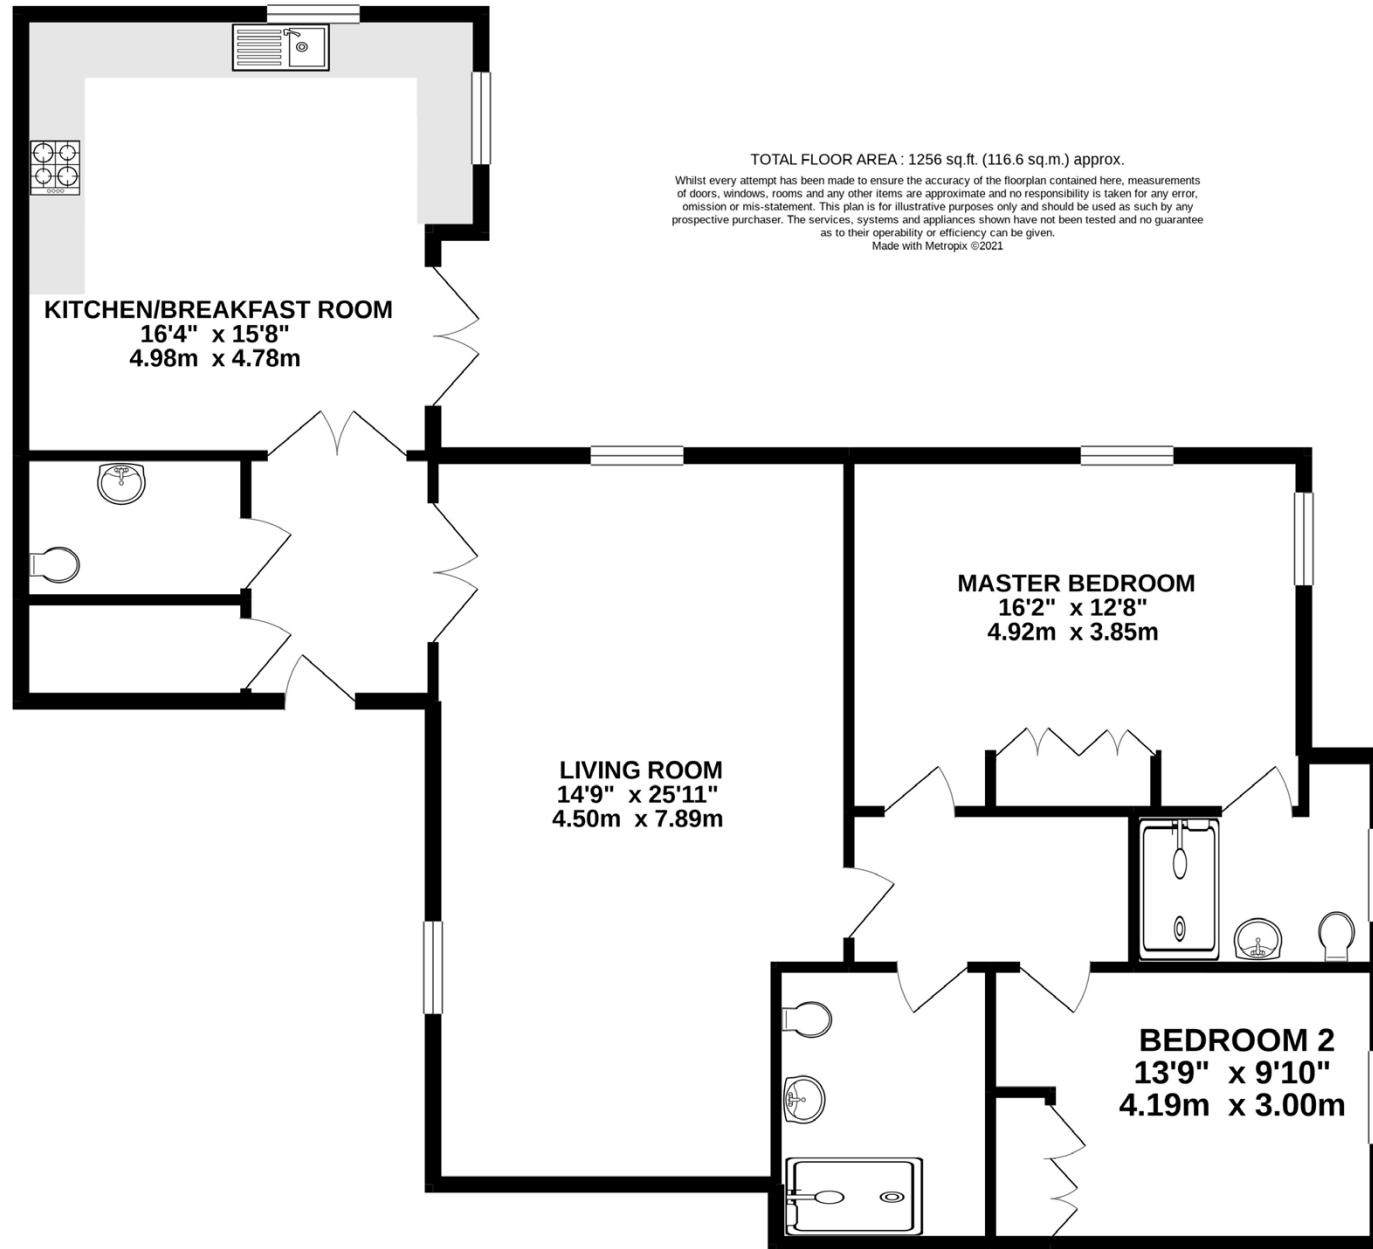 TOTAL FLOOR AREA : 1256 sq.ft. (116.6 sq.m.) approx.
Whilst every attempt has been made to ensure the accuracy of the floorplan contained here, measurements
of doors, windows, rooms and any other items are approximate and no responsibility is taken for any error,
omission or mis-statement. This plan is for illustrative purposes only and should be used as such by any
prospective purchaser. The services, systems and appliances shown have not been tested and no guarantee
as to their operability or efficiency can be given.
Made with Metropix ©2021
KITCHEN/BREAKFAST ROOM
16'4" x 15'8"
4.98m x 4.78m
MASTER BEDROOM
16'2" x 12'8"
4.92m x 3.85m
LIVING ROOM
14'9" x 25'11"
4.50m x 7.89m
BEDROOM 2
13'9" x 9'10"
4.19m x 3.00m